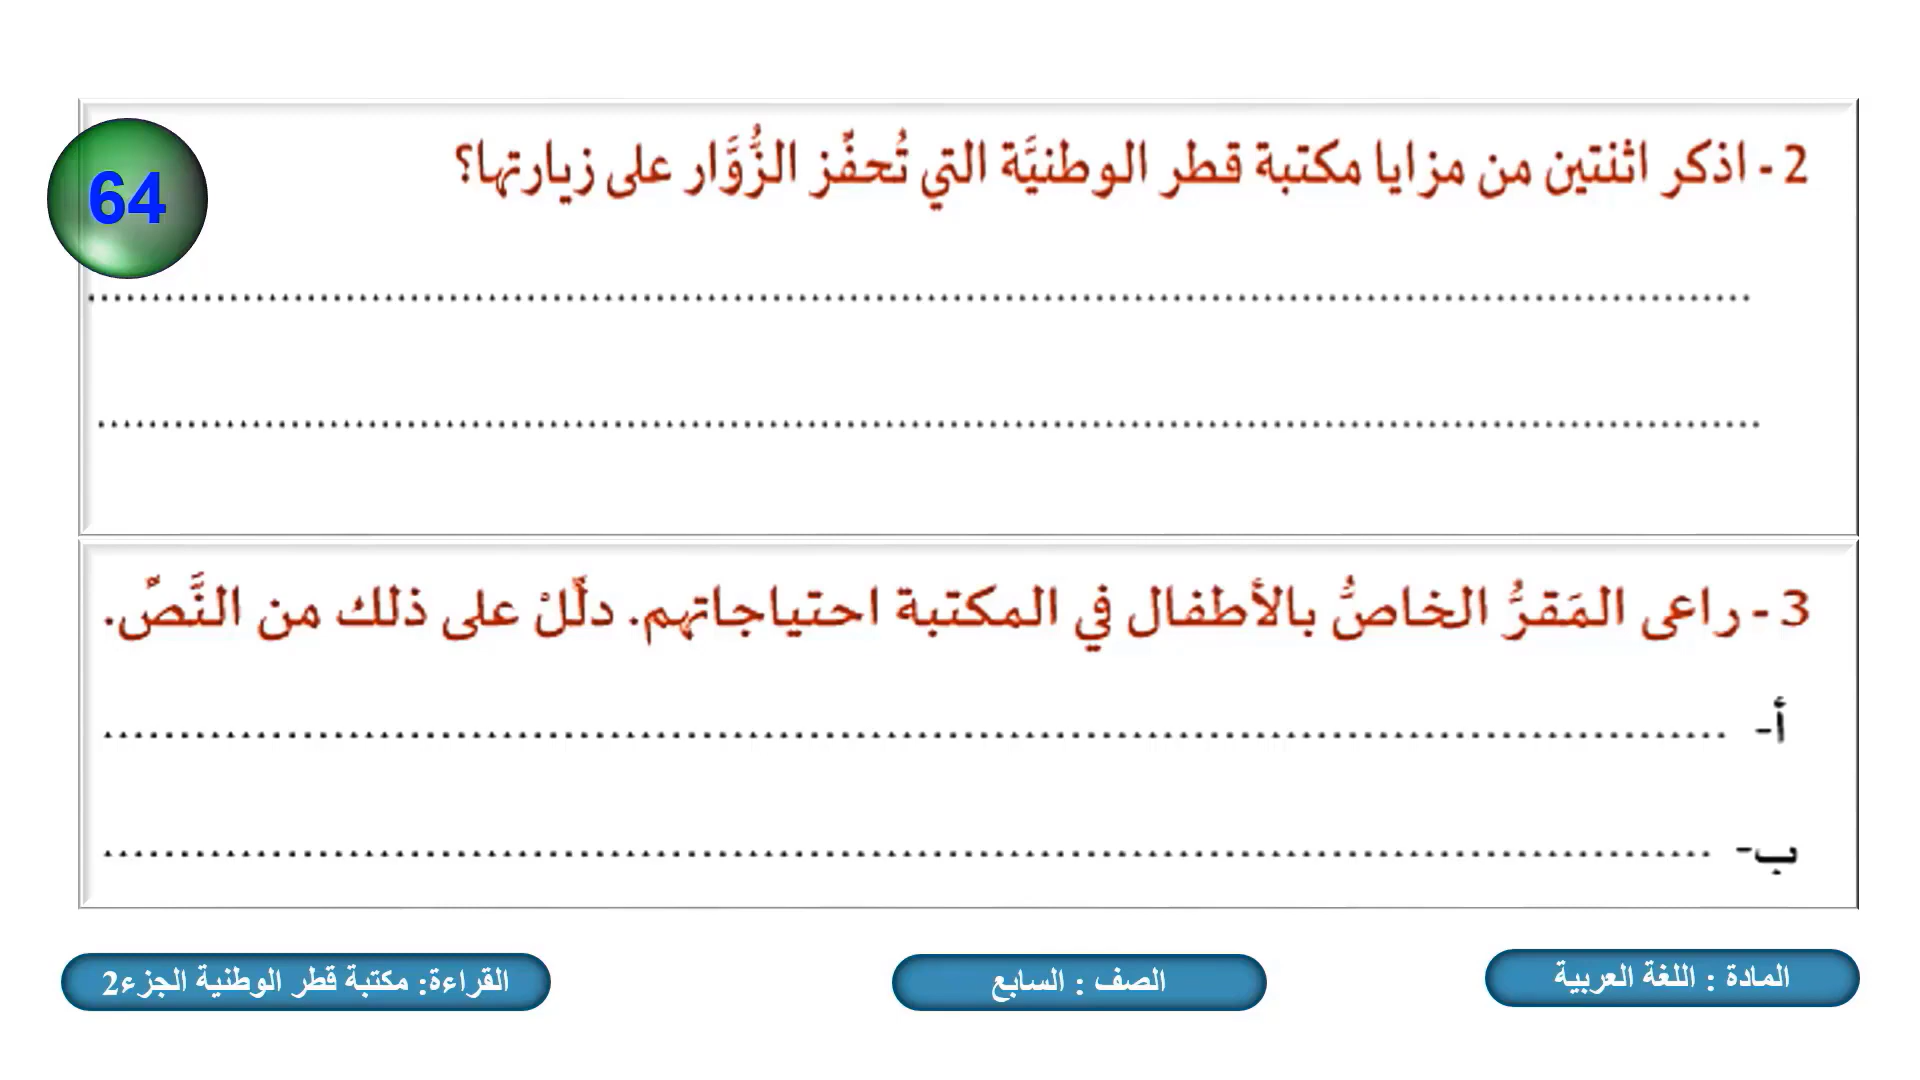 2 - اذكر اثنتين من مزايا مكتبة قطر الوطنيَّة التي تُحفِّز الزُّوَّار على زيارتها؟
64
3 - راعى المَقرُّ الخاصُّ بالأطفال في المكتبة احتياجاتهم. دلِّلْ على ذلك من النَّصِّ.
أ-
ب-
المادة : اللغة العربية
الصف : السابع
القراءة: مكتبة قطر الوطنية الجزء2